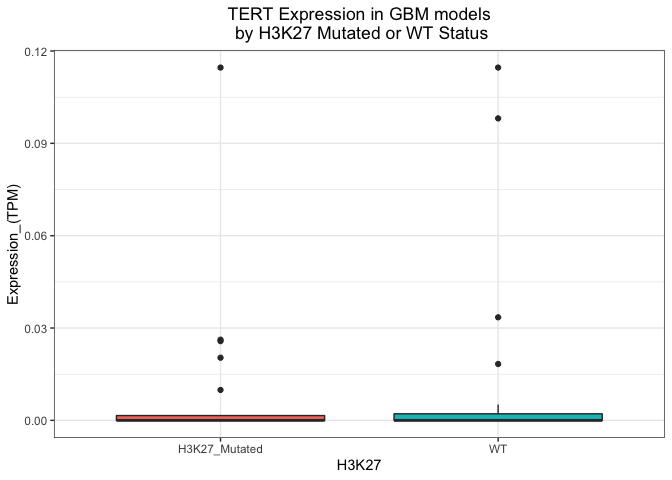 TERT Expression in GBM models
by H3K27 Mutated or WT Status
Expression_(TPM)
0.12
0.09
0.06
0.03
0.00
H3K27_Mutated
WT
H3K27